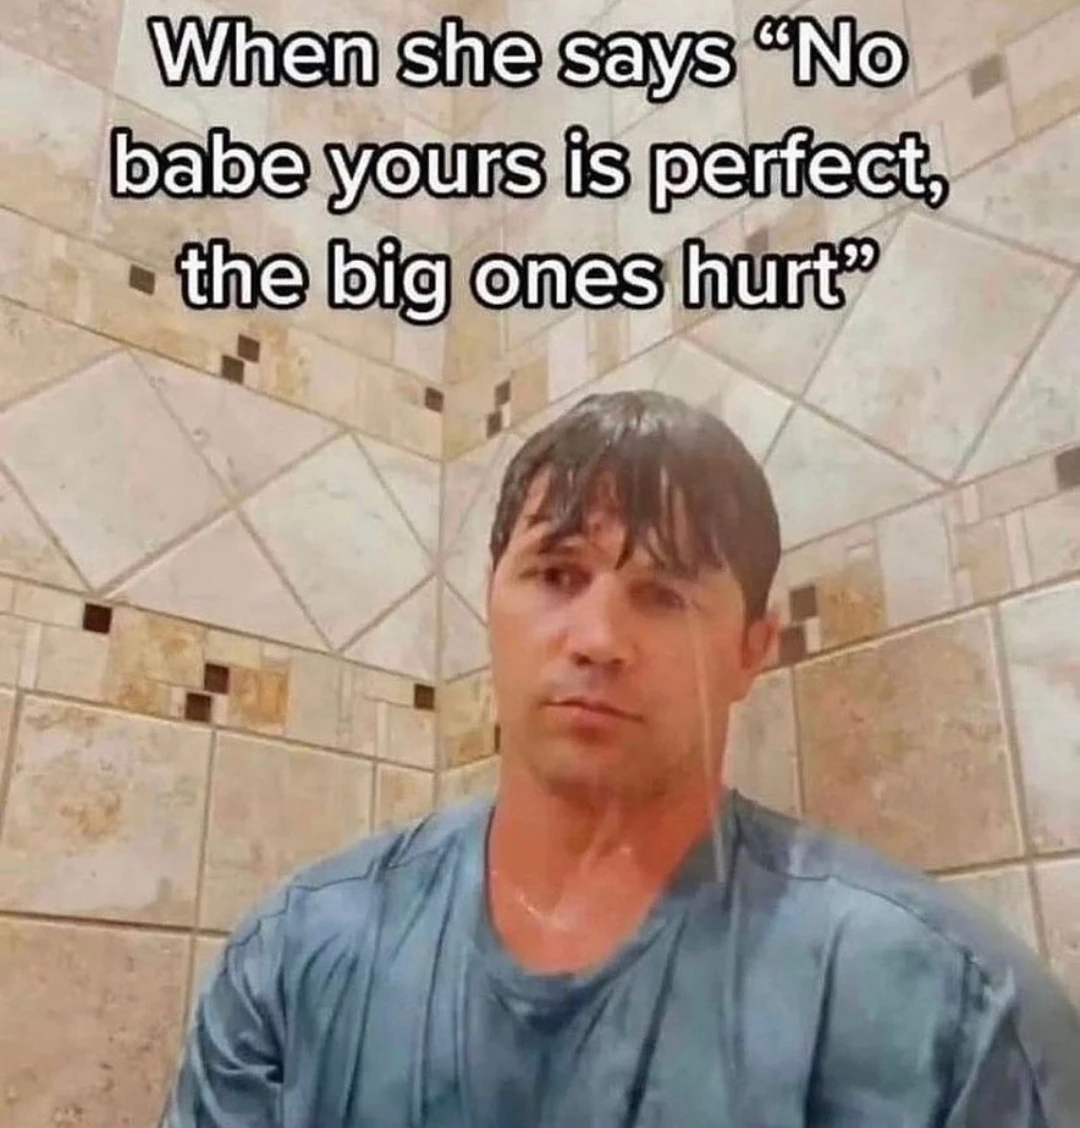 When she says “No
babe yours is perfect,
the big ones hurt”